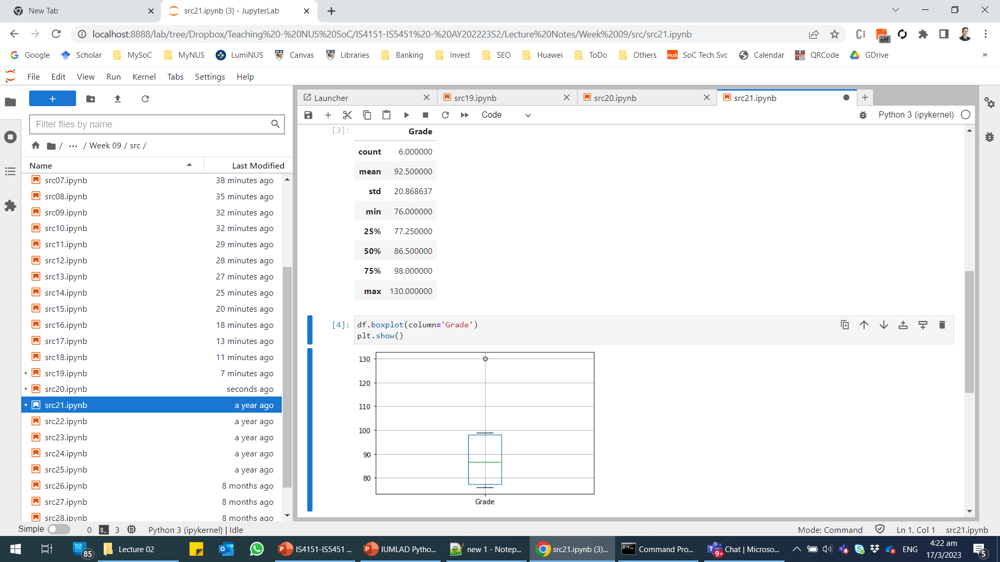 New Tab
src21.ipynb (3) - JupyterLab
localhost:8888/lab/tree/Dropbox/Teaching%20-%20NUS%20SoC/IS4151-IS5451%20-%20AY202223S2/Lecture%20Notes/Week%2009/src/src21.ipynb
off
Google Scholar MySoC MyNUS LumiNUS Canvas Libraries Banking Invest SEO Huawei ToDo Others NUS SoC Tech Svc Calendar QRCode GDrive »
File Edit View Run Kernel Tabs Settings Help
Filter files by name
/ ... / Week 09 / src /
Name Last Modified
src07.ipynb 38 minutes ago
src08.ipynb 35 minutes ago
src09.ipynb 32 minutes ago
src10.ipynb 32 minutes ago
src11.ipynb 29 minutes ago
src12.ipynb 28 minutes ago
src13.ipynb 27 minutes ago
src14.ipynb 25 minutes ago
src15.ipynb 20 minutes ago
src16.ipynb 18 minutes ago
src17.ipynb 13 minutes ago
src18.ipynb 11 minutes ago
src19.ipynb 7 minutes ago
src20.ipynb seconds ago
src21.ipynb a year ago
src22.ipynb a year ago
src23.ipynb a year ago
src24.ipynb a year ago
src25.ipynb a year ago
src26.ipynb 8 months ago
src27.ipynb 8 months ago
src28.ipynb 8 months ago
Launcher src19.ipynb src20.ipynb src21.ipynb
Code Python 3 (ipykernel)
[3]: Grade
count 6.000000
mean 92.500000
std 20.868637
min 76.000000
25% 77.250000
50% 86.500000
75% 98.000000
max 130.000000
[4]: df.boxplot(column='Grade')
plt.show()
130
120
110
100
90
80
Grade
Simple 0 $_ 3 Python 3 (ipykernel) | Idle Mode: Command Ln 1, Col 1 src21.ipynb
85 Lecture 02 IS4151-IS5451 ... IUMLAD Pytho... new 1 - Notep... src21.ipynb (3)... Command Pro... 9+ Chat | Microso... ENG 4:22 am
17/3/2023 5